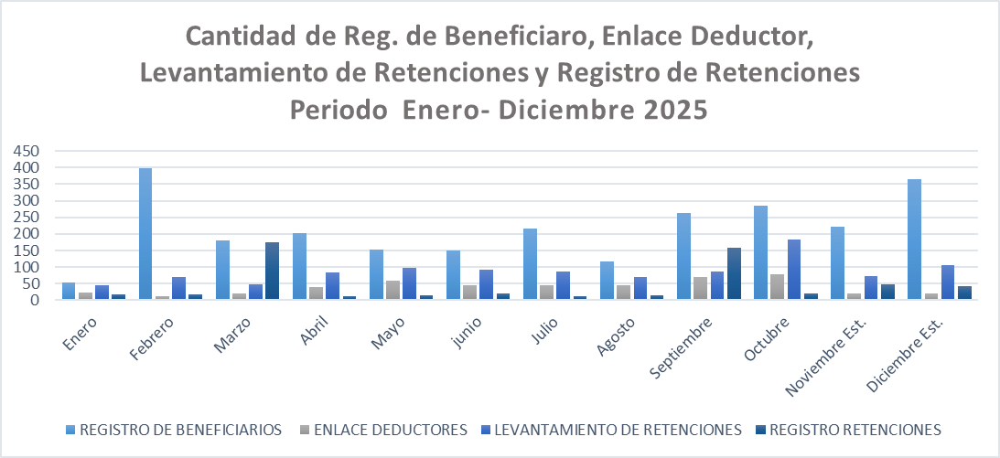 Cantidad de Reg. de Beneficiaro, Enlace Deductor,
Levantamiento de Retenciones y Registro de Retenciones
Periodo Enero- Diciembre 2025
450
400
350
300
250
200
150
100
50
0
Enero
Febrero
Marzo
Abril
Mayo
junio
Julio
Agosto
Septiembre
Octubre
Noviembre Est.
Diciembre Est.
REGISTRO DE BENEFICIARIOS
ENLACE DEDUCTORES
LEVANTAMIENTO DE RETENCIONES
REGISTRO RETENCIONES